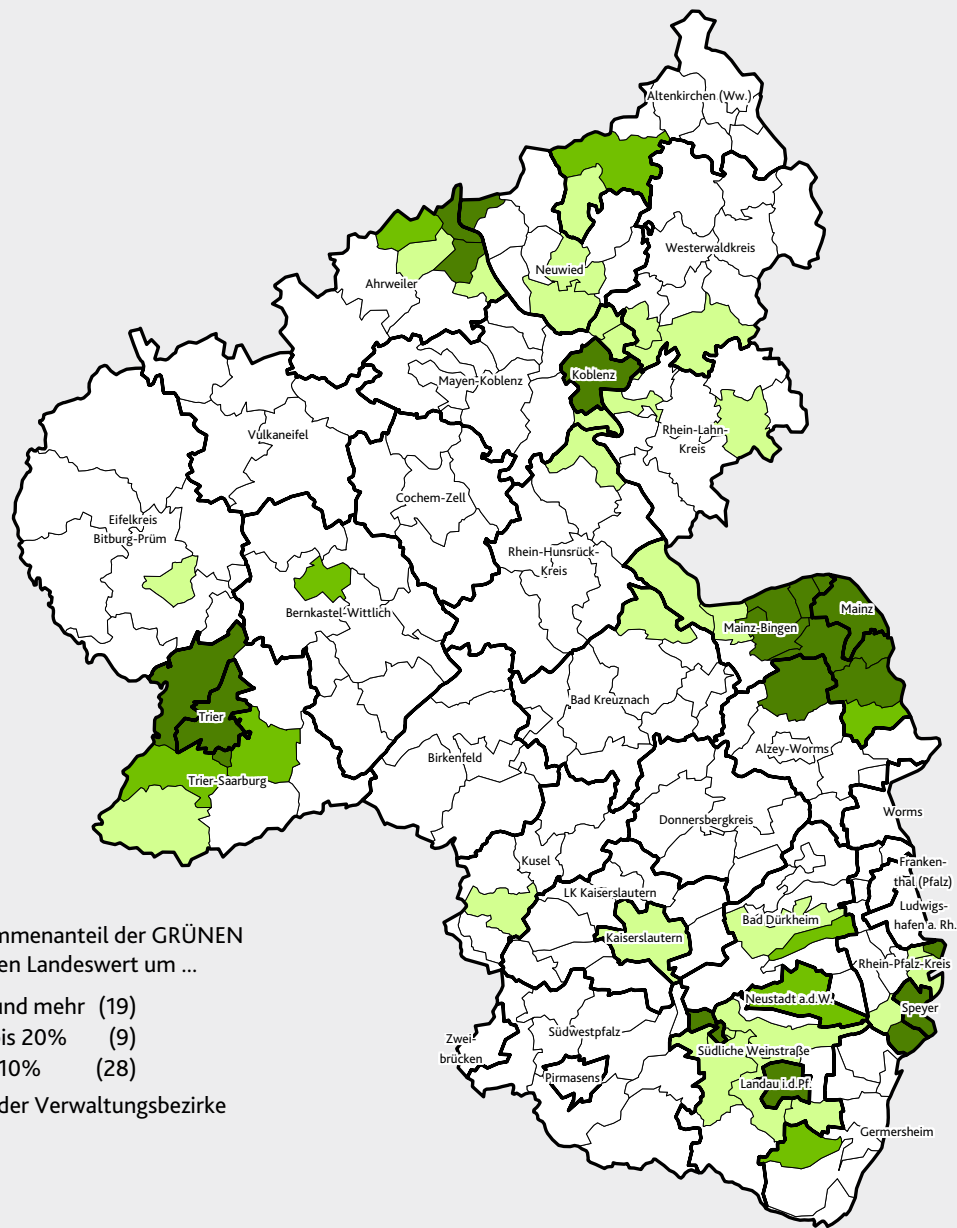 Altenkirchen (Ww.)
Westerwaldkreis
Neuwied
Ahrweiler
Koblenz
Mayen-Koblenz
Rhein-Lahn-
Kreis
Vulkaneifel
Cochem-Zell
Eifelkreis
Bitburg-Prüm
Rhein-Hunsrück-
Kreis
Bernkastel-Wittlich
Mainz
Mainz-Bingen
Bad Kreuznach
Trier
Alzey-Worms
Birkenfeld
Trier-Saarburg
Worms
Donnersbergkreis
Kusel
Franken-
thal (Pfalz)
LK Kaiserslautern
Ludwigs-
hafen a. Rh.
Bad Dürkheim
Kaiserslautern
Rhein-Pfalz-Kreis
Neustadt a.d.W.
Speyer
Südwestpfalz
Zwei-
brücken
Südliche Weinstraße
Pirmasens
Landau i.d.Pf.
Germersheim
der GRÜNEN
Landeswert um ...
und mehr (19)
20% (9)
10% (28)
der Verwaltungsbezirke